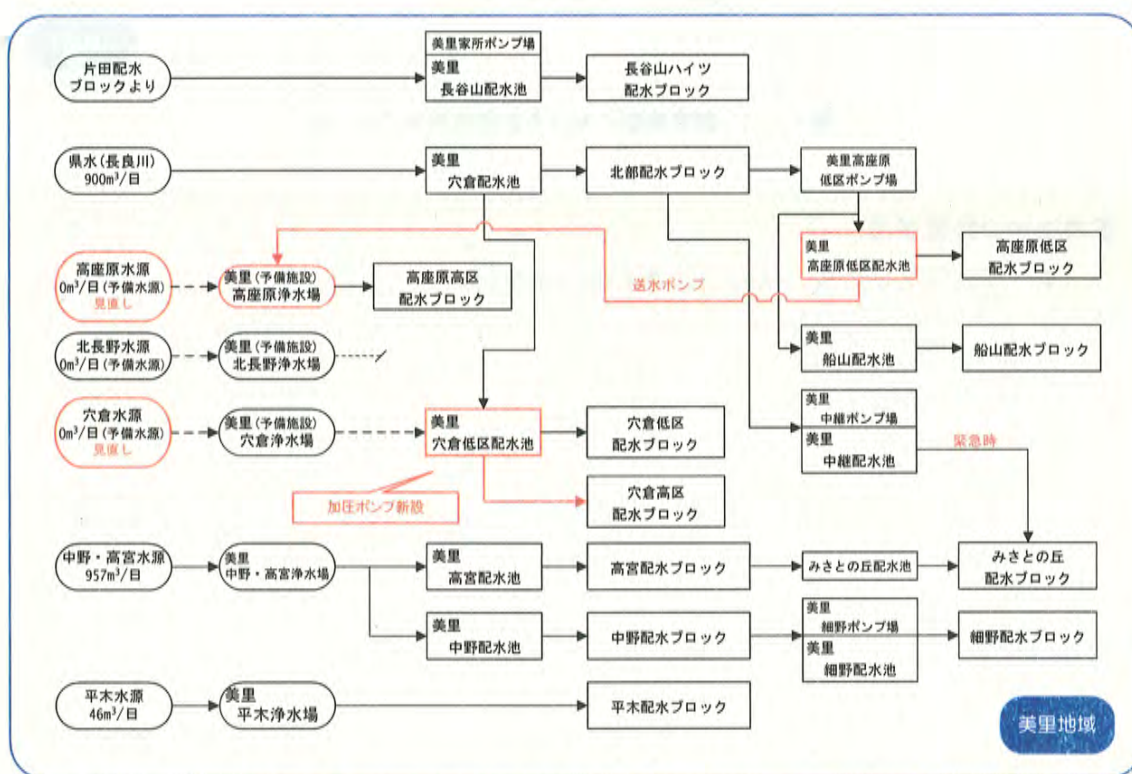 片田配水
ブロックより
美里家所ポンプ場
美里
長谷山配水池
長谷山ハイツ
配水ブロック
県水(長良川)
900m³/日
美里
穴倉配水池
北部配水ブロック
美里高座原
低区ポンプ場
高座原水源
0m³/日(予備水源)
見直し
美里(予備施設)
高座原浄水場
高座原高区
配水ブロック
送水ポンプ
美里
高座原低区配水池
高座原低区
配水ブロック
北長野水源
0m³/日(予備水源)
美里(予備施設)
北長野浄水場
美里
船山配水池
船山配水ブロック
穴倉水源
0m³/日(予備水源)
見直し
美里(予備施設)
穴倉浄水場
美里
穴倉低区配水池
穴倉低区
配水ブロック
美里
中継ポンプ場
美里
中継配水池
緊急時
加圧ポンプ新設
穴倉高区
配水ブロック
中野・高宮水源
957m³/日
美里
中野・高宮浄水場
美里
高宮配水池
高宮配水ブロック
みさとの丘配水池
みさとの丘
配水ブロック
美里
中野配水池
中野配水ブロック
美里
細野ポンプ場
美里
細野配水池
細野配水ブロック
平木水源
46m³/日
美里
平木浄水場
平木配水ブロック
美里地域